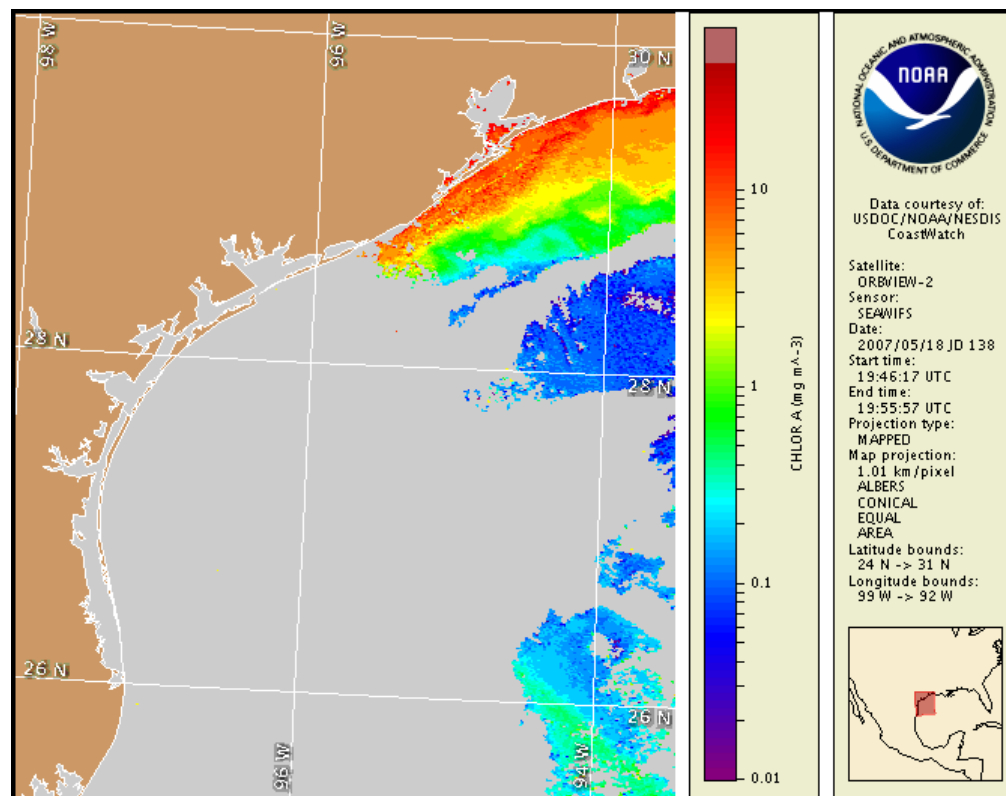 98 W
96 W
30 N
28 N
28 N
26 N
26 N
96 W
94 W
10
1
0.1
0.01
CHLOR A (mg m^-3)
NATIONAL OCEANIC AND ATMOSPHERIC ADMINISTRATION
NOAA
U.S. DEPARTMENT OF COMMERCE
Data courtesy of:
USDOC/NOAA/NESDIS
CoastWatch
Satellite:
ORBVIEW-2
Sensor:
SEAWIFS
Date:
2007/05/18 JD 138
Start time:
19:46:17 UTC
End time:
19:55:57 UTC
Projection type:
MAPPED
Map projection:
1.01 km/pixel
ALBERS
CONICAL
EQUAL
AREA
Latitude bounds:
24 N -> 31 N
Longitude bounds:
99 W -> 92 W